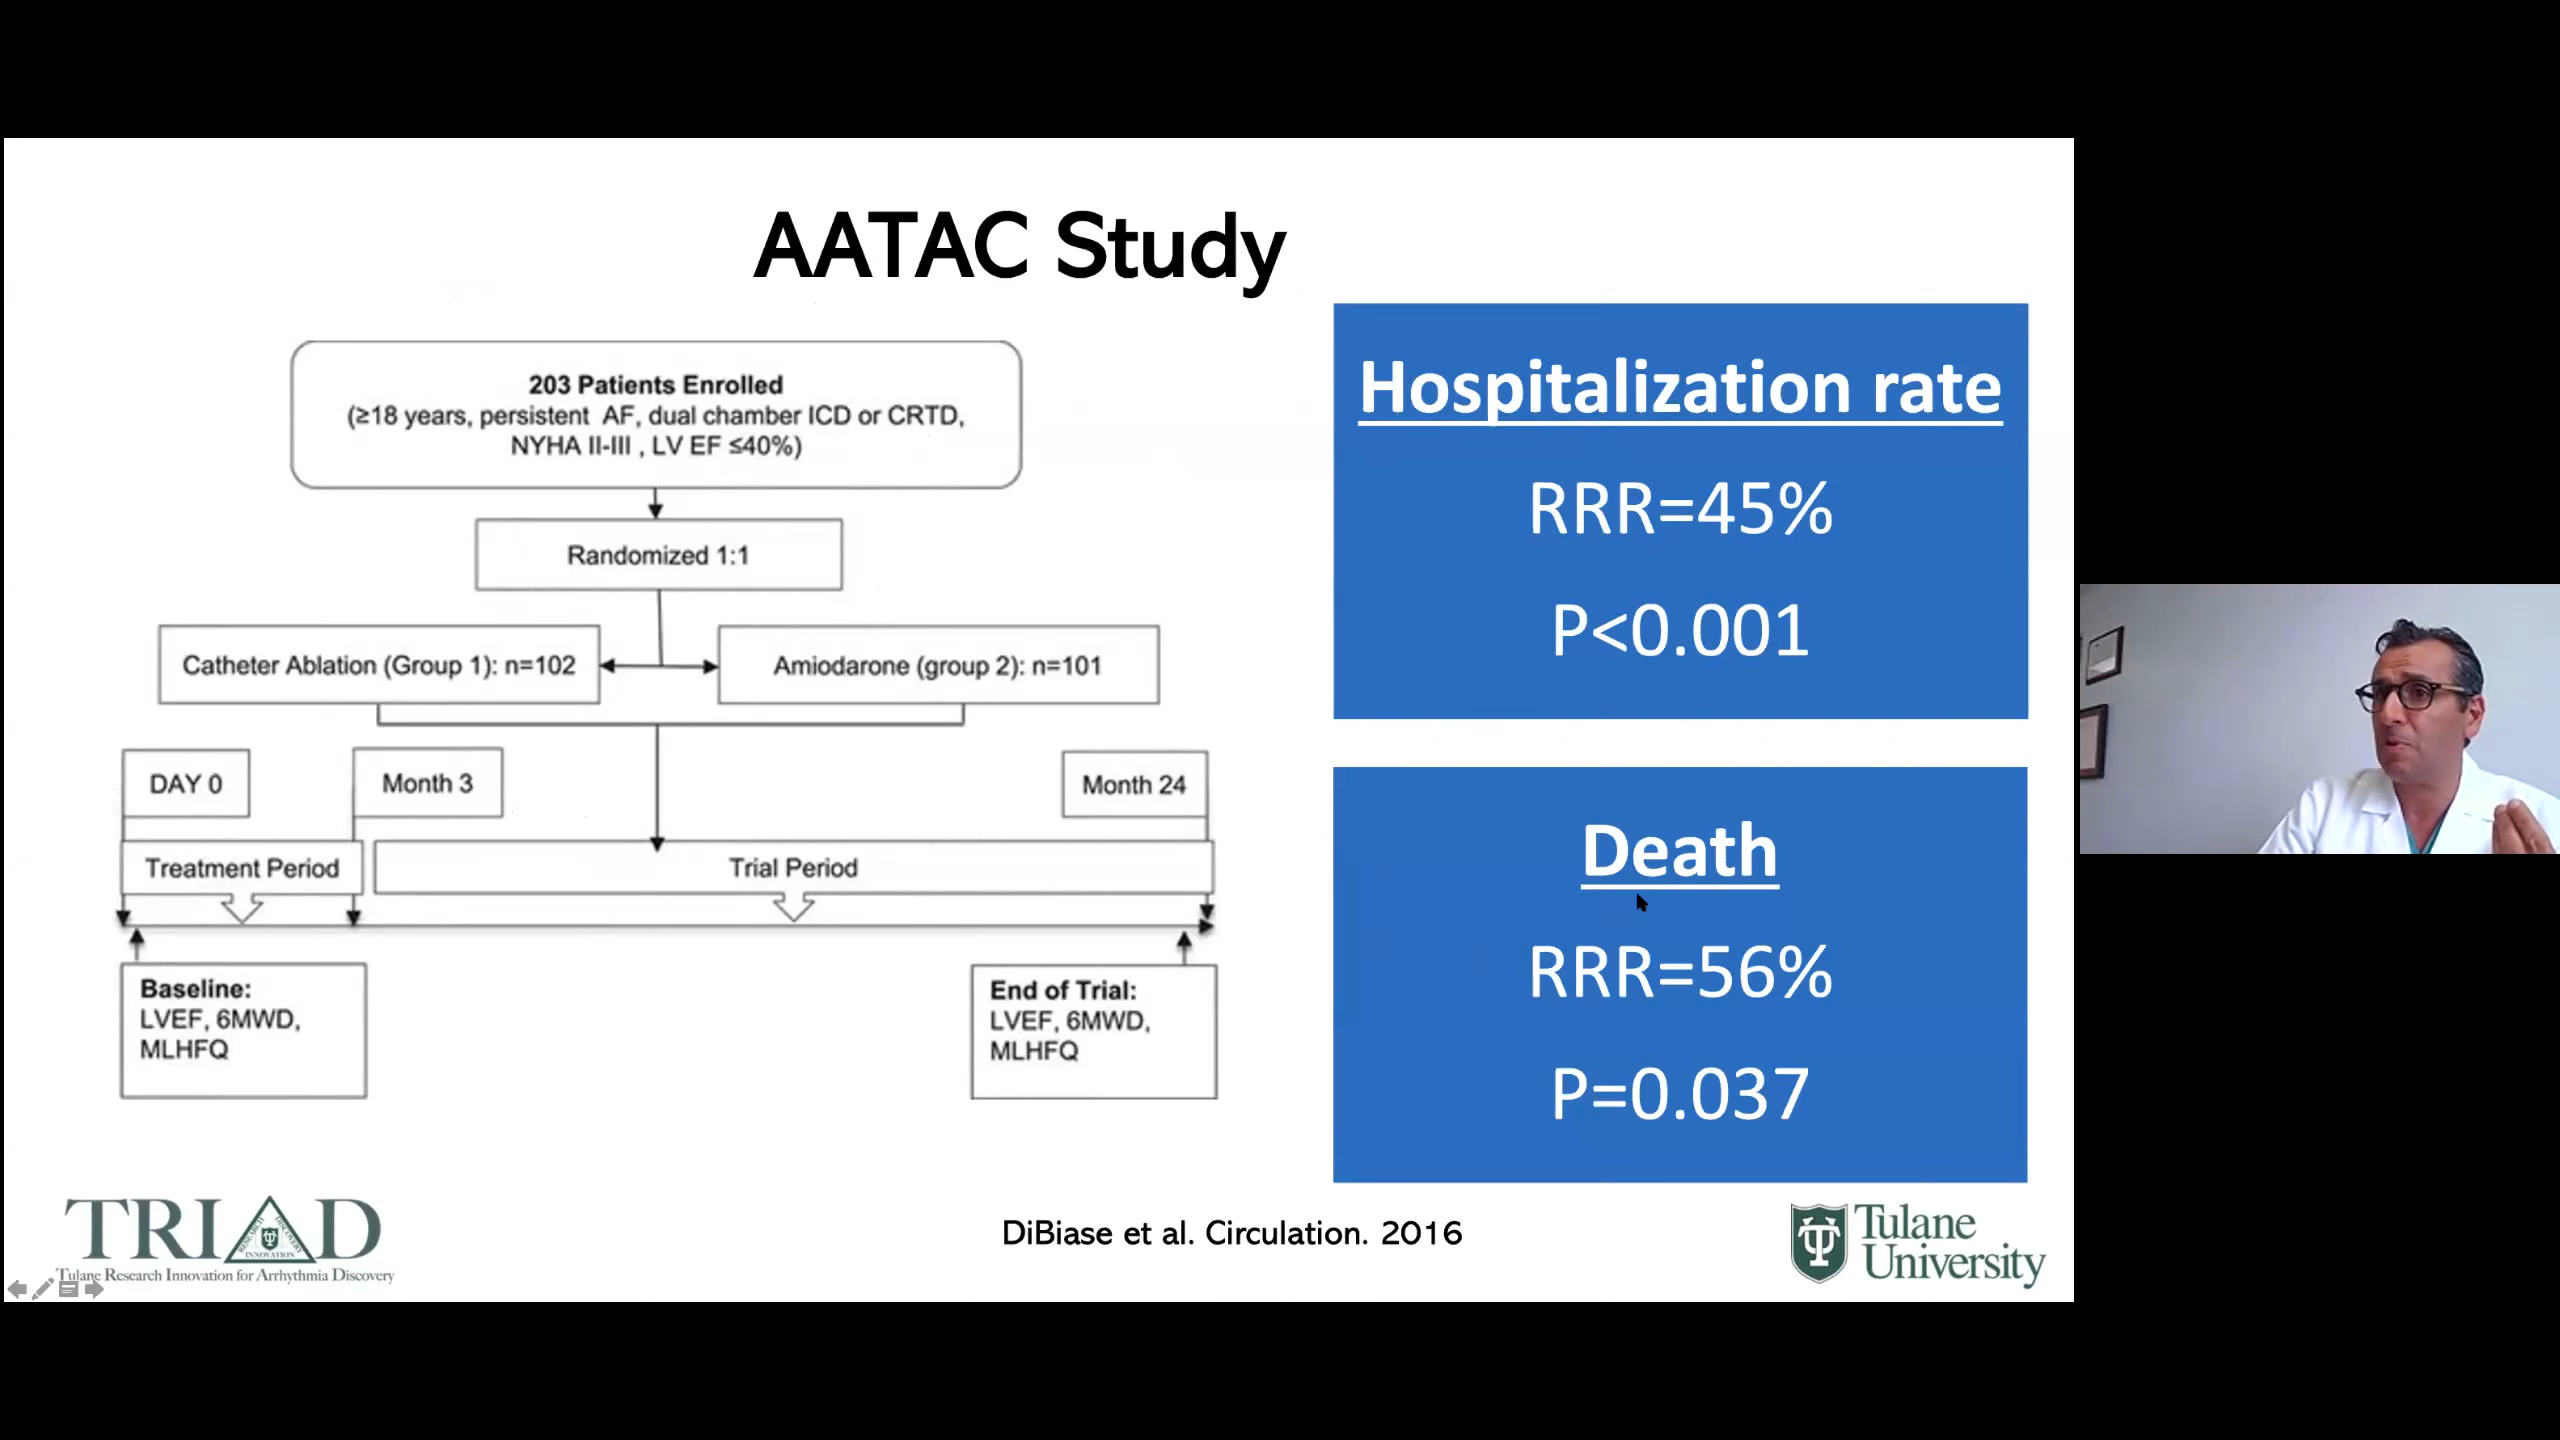 AATAC Study
203 Patients Enrolled
(≥18 years, persistent AF, dual chamber ICD or CRTD,
NYHA II-III , LV EF ≤40%)
Randomized 1:1
Catheter Ablation (Group 1): n=102
Amiodarone (group 2): n=101
DAY 0
Month 3
Month 24
Treatment Period
Trial Period
Baseline:
LVEF, 6MWD,
MLHFQ
End of Trial:
LVEF, 6MWD,
MLHFQ
Hospitalization rate
RRR=45%
P<0.001
Death
RRR=56%
P=0.037
TRIAD
RESEARCH
DISCOVERY
INNOVATION
Tulane Research Innovation for Arrhythmia Discovery
DiBiase et al. Circulation. 2016
Tulane
University